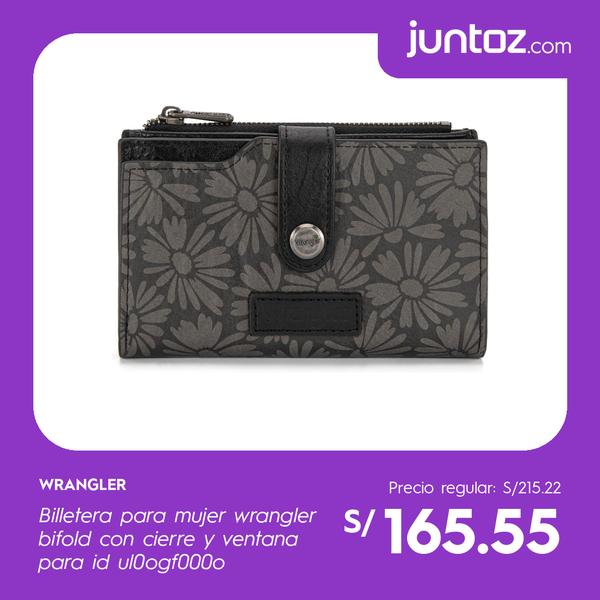 juntoz.com
WRANGLER
Billetera para mujer wrangler
bifold con cierre y ventana
para id ul0ogf000o
Precio regular: S/215.22
S/165.55